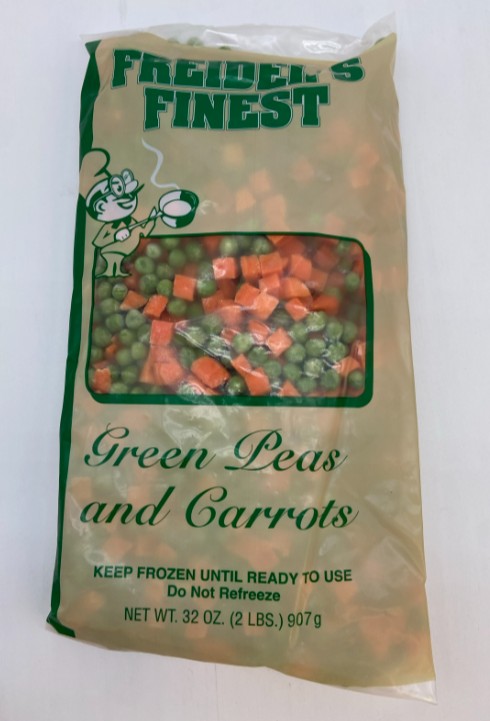 FREIDER'S
FINEST
Green Peas
and Carrots
KEEP FROZEN UNTIL READY TO USE
Do Not Refreeze
NET WT. 32 OZ. (2 LBS.) 907g